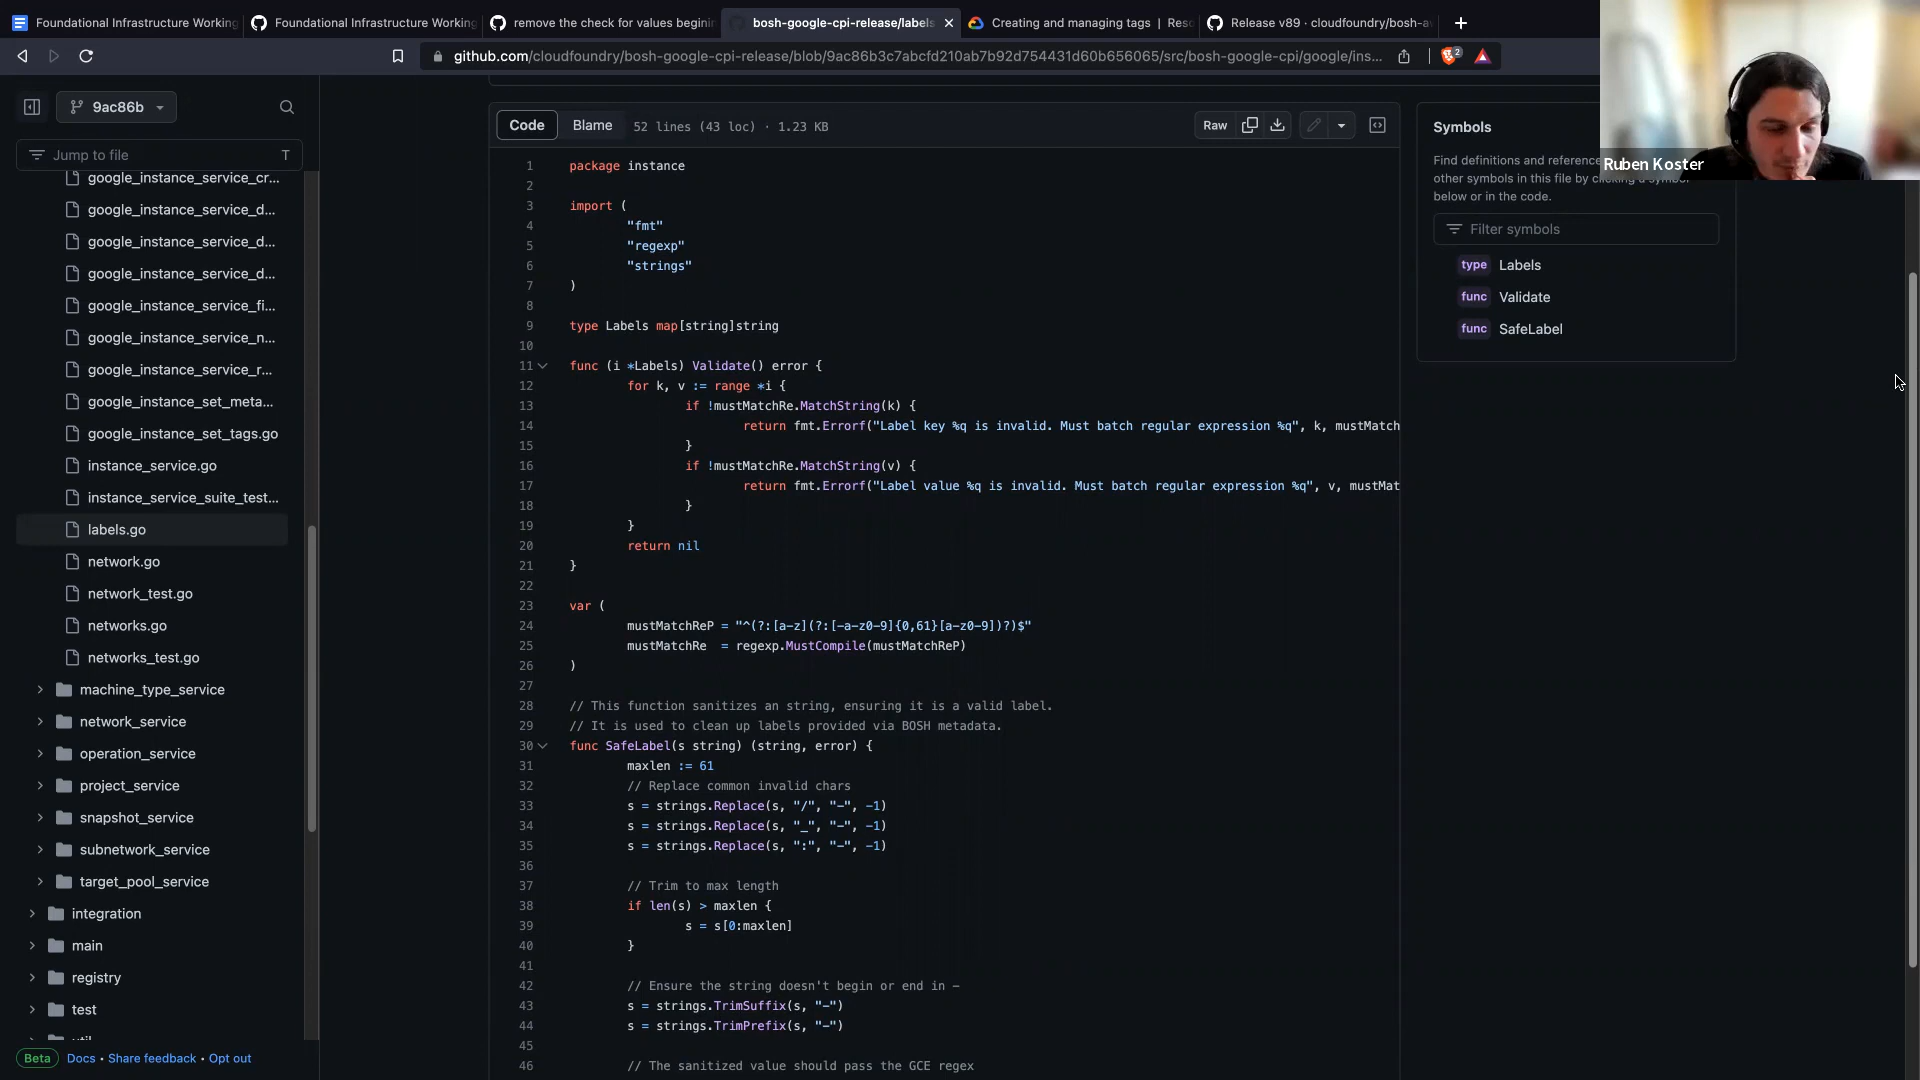 Foundational Infrastructure Working
Foundational Infrastructure Working
remove the check for values beginni
bosh-google-cpi-release/labels
Creating and managing tags | Reso
Release v89 · cloudfoundry/bosh-a
github.com/cloudfoundry/bosh-google-cpi-release/blob/9ac86b3c7abcfd210ab7b92d754431d60b656065/src/bosh-google-cpi/google/ins...
2
9ac86b
Jump to file
T
google_instance_service_cr...
google_instance_service_d...
google_instance_service_d...
google_instance_service_d...
google_instance_service_fi...
google_instance_service_n...
google_instance_service_r...
google_instance_set_meta...
google_instance_set_tags.go
instance_service.go
instance_service_suite_test...
labels.go
network.go
network_test.go
networks.go
networks_test.go
machine_type_service
network_service
operation_service
project_service
snapshot_service
subnetwork_service
target_pool_service
integration
main
registry
test
Beta Docs • Share feedback • Opt out
Code Blame 52 lines (43 loc) · 1.23 KB Raw
1 package instance
2
3 import (
4 "fmt"
5 "regexp"
6 "strings"
7 )
8
9 type Labels map[string]string
10
11 func (i *Labels) Validate() error {
12 for k, v := range *i {
13 if !mustMatchRe.MatchString(k) {
14 return fmt.Errorf("Label key %q is invalid. Must batch regular expression %q", k, mustMatch
15 }
16 if !mustMatchRe.MatchString(v) {
17 return fmt.Errorf("Label value %q is invalid. Must batch regular expression %q", v, mustMat
18 }
19 }
20 return nil
21 }
22
23 var (
24 mustMatchReP = "^(?:[a-z](?:[-a-z0-9]{0,61}[a-z0-9])?)$"
25 mustMatchRe = regexp.MustCompile(mustMatchReP)
26 )
27
28 // This function sanitizes an string, ensuring it is a valid label.
29 // It is used to clean up labels provided via BOSH metadata.
30 func SafeLabel(s string) (string, error) {
31 maxlen := 61
32 // Replace common invalid chars
33 s = strings.Replace(s, "/", "-", -1)
34 s = strings.Replace(s, "_", "-", -1)
35 s = strings.Replace(s, ":", "-", -1)
36
37 // Trim to max length
38 if len(s) > maxlen {
39 s = s[0:maxlen]
40 }
41
42 // Ensure the string doesn't begin or end in -
43 s = strings.TrimSuffix(s, "-")
44 s = strings.TrimPrefix(s, "-")
45
46 // The sanitized value should pass the GCE regex
Symbols
Find definitions and reference
other symbols in this file by clicking a symbol
below or in the code.
Filter symbols
type Labels
func Validate
func SafeLabel
Ruben Koster